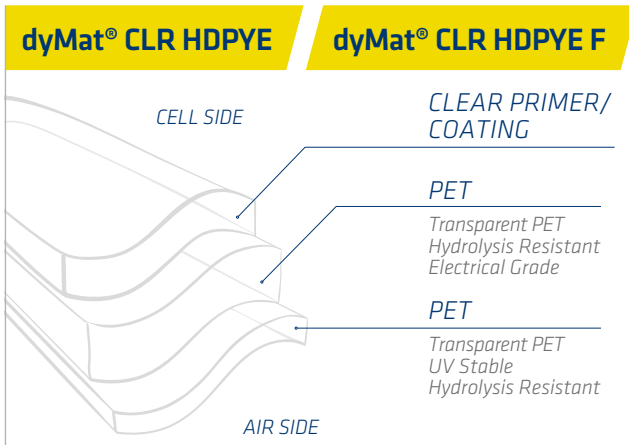 dyMat® CLR HDPYE
dyMat® CLR HDPYE F
CELL SIDE
CLEAR PRIMER/
COATING
PET
Transparent PET
Hydrolysis Resistant
Electrical Grade
PET
Transparent PET
UV Stable
Hydrolysis Resistant
AIR SIDE